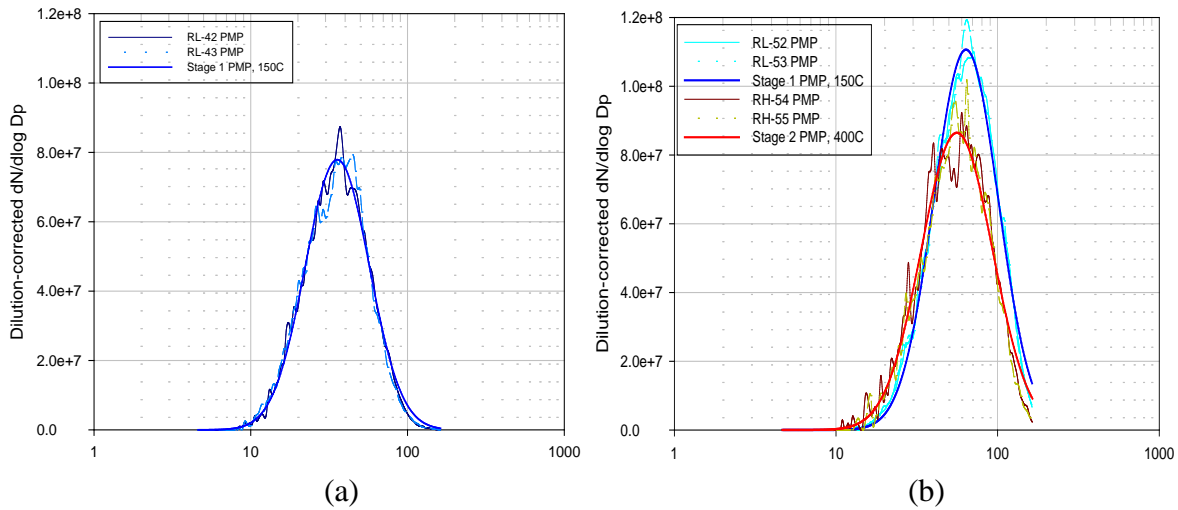 1.2e+8
1.0e+8
8.0e+7
6.0e+7
4.0e+7
2.0e+7
0.0
Dilution-corrected dN/dlog Dp
RL-42 PMP
RL-43 PMP
Stage 1 PMP, 150C
1
10
100
1000
(a)
1.2e+8
1.0e+8
8.0e+7
6.0e+7
4.0e+7
2.0e+7
0.0
Dilution-corrected dN/dlog Dp
RL-52 PMP
RL-53 PMP
Stage 1 PMP, 150C
RH-54 PMP
RH-55 PMP
Stage 2 PMP, 400C
1
10
100
1000
(b)